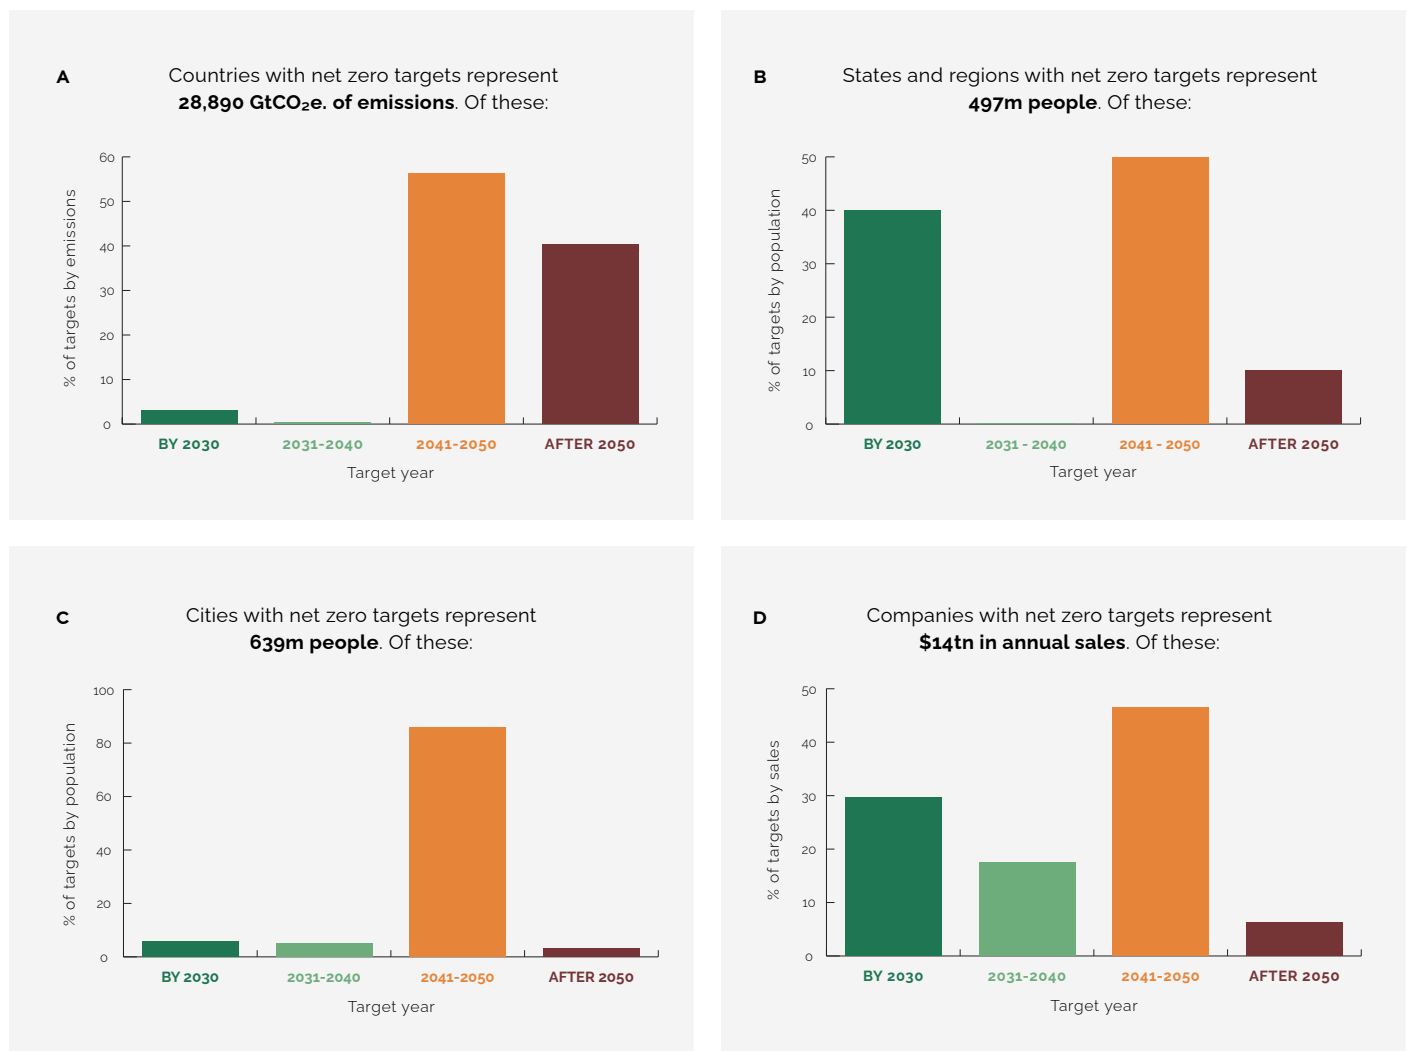 A
Countries with net zero targets represent
28,890 GtCO₂e. of emissions. Of these:
% of targets by emissions
60
50
40
30
20
10
0
BY 2030
2031-2040
2041-2050
AFTER 2050
Target year
B
States and regions with net zero targets represent
497m people. Of these:
% of targets by population
50
40
30
20
10
0
BY 2030
2031 - 2040
2041 - 2050
AFTER 2050
Target year
C
Cities with net zero targets represent
639m people. Of these:
% of targets by population
100
80
60
40
20
0
BY 2030
2031-2040
2041-2050
AFTER 2050
Target year
D
Companies with net zero targets represent
$14tn in annual sales. Of these:
% of targets by sales
50
40
30
20
10
0
BY 2030
2031-2040
2041-2050
AFTER 2050
Target year